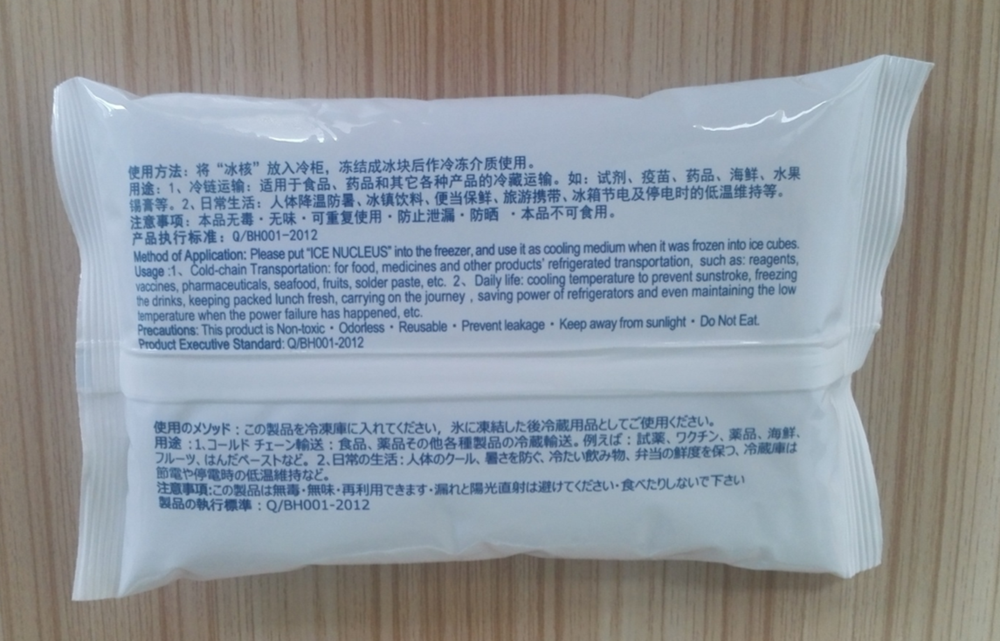 使用方法：将“冰核”放入冷柜，冻结成冰块后作冷冻介质使用。
用途：1、冷链运输：适用于食品、药品和其它各种产品的冷藏运输。如：试剂、疫苗、药品、海鲜、水果
锡膏等。2、日常生活：人体降温防暑、冰镇饮料、便当保鲜、旅游携带、冰箱节电及停电时的低温维持等。
注意事项：本品无毒·无味·可重复使用·防止泄漏·防晒 ·本品不可食用。
产品执行标准：Q/BH001-2012
Method of Application: Please put "ICE NUCLEUS" into the freezer, and use it as cooling medium when it was frozen into ice cubes.
Usage :1、Cold-chain Transportation: for food, medicines and other products' refrigerated transportation, such as: reagents,
vaccines, pharmaceuticals, seafood, fruits, solder paste, etc. 2、Daily life: cooling temperature to prevent sunstroke, freezing
the drinks, keeping packed lunch fresh, carrying on the journey , saving power of refrigerators and even maintaining the low
temperature when the power failure has happened, etc.
Precautions: This product is Non-toxic · Odorless · Reusable · Prevent leakage · Keep away from sunlight · Do Not Eat.
Product Executive Standard: Q/BH001-2012
使用のメソッド：この製品を冷凍庫に入れてください，氷に凍結した後冷蔵用品としてご使用ください。
用途：1.コールド チェーン輸送：食品、薬品その他各種製品の冷蔵輸送。例えば：試薬、ワクチン、薬品、海鮮、
フルーツ、はんだペーストなど。2、日常の生活：人体のクール、暑さを防ぐ、冷たい飲み物、弁当の鮮度を保つ、冷蔵庫は
節電や停電時の低温維持など。
注意事項:この製品は無毒·無味·再利用できます·漏れと陽光直射は避けてください·食べたりしないで下さい
製品の執行標準：Q/BH001-2012